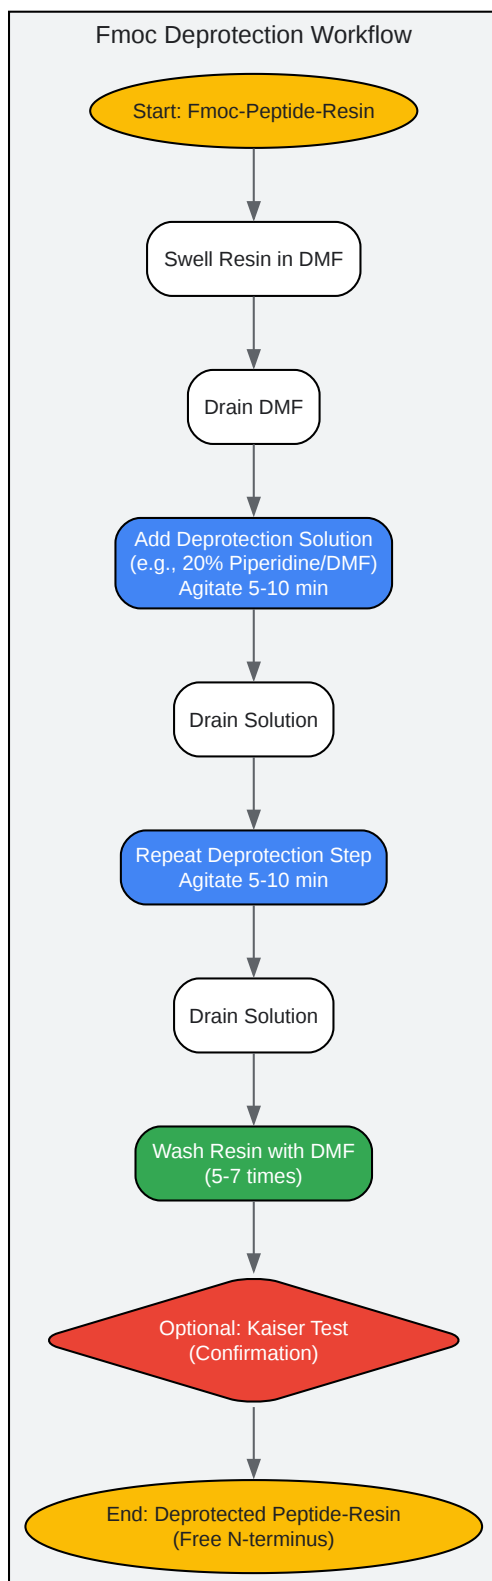 Fmoc Deprotection Workflow
Start: Fmoc-Peptide-Resin
Swell Resin in DMF
Drain DMF
Add Deprotection Solution
(e.g., 20% Piperidine/DMF)
Agitate 5-10 min
Drain Solution
Repeat Deprotection Step
Agitate 5-10 min
Drain Solution
Wash Resin with DMF
(5-7 times)
Optional: Kaiser Test
(Confirmation)
End: Deprotected Peptide-Resin
(Free N-terminus)